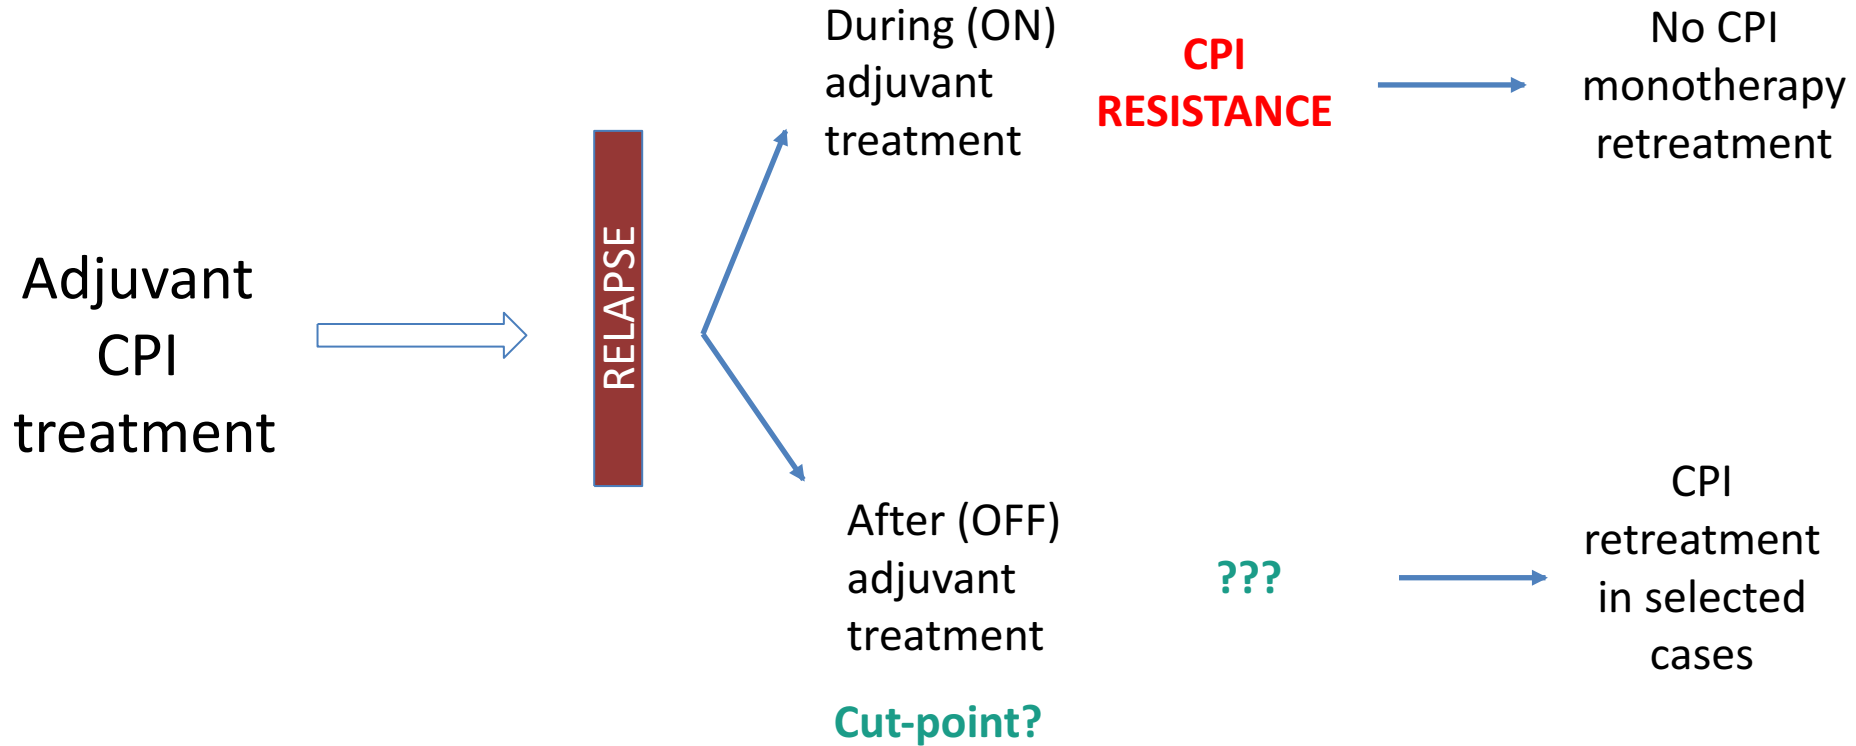 Adjuvant
CPI
treatment
RELAPSE
During (ON)
adjuvant
treatment
CPI
RESISTANCE
No CPI
monotherapy
retreatment
After (OFF)
adjuvant
treatment
Cut-point?
???
CPI
retreatment
in selected
cases